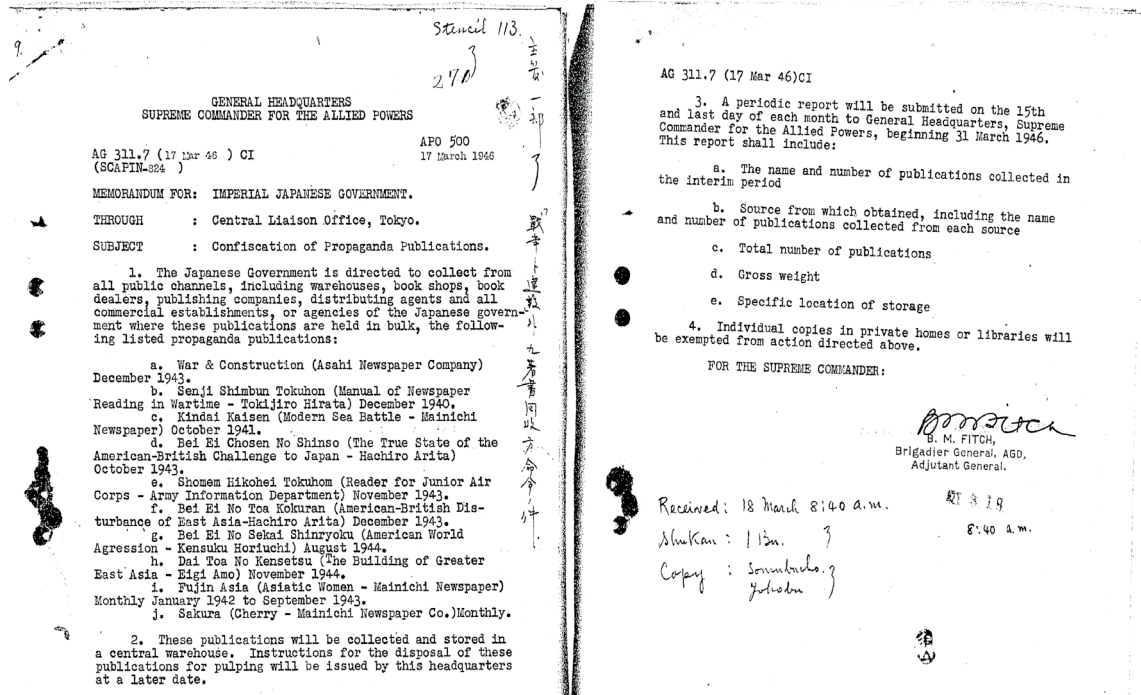 9.
Stencil 113.
270
GENERAL HEADQUARTERS
SUPREME COMMANDER FOR THE ALLIED POWERS
APO 500
AG 311.7 (17 Mar 46 ) CI
17 March 1946
(SCAPIN-824 )
MEMORANDUM FOR: IMPERIAL JAPANESE GOVERNMENT.
THROUGH : Central Liaison Office, Tokyo.
SUBJECT : Confiscation of Propaganda Publications.
1. The Japanese Government is directed to collect from
all public channels, including warehouses, book shops, book
dealers, publishing companies, distributing agents and all
commercial establishments, or agencies of the Japanese govern-
ment where these publications are held in bulk, the follow-
ing listed propaganda publications:
a. War & Construction (Asahi Newspaper Company)
December 1943.
b. Senji Shimbun Tokuhon (Manual of Newspaper
Reading in Wartime - Tokijiro Hirata) December 1940.
c. Kindai Kaisen (Modern Sea Battle - Mainichi
Newspaper) October 1941.
d. Bei Ei Chosen No Shinso (The True State of the
American-British Challenge to Japan - Hachiro Arita)
October 1943.
e. Shomem Hikohei Tokuhom (Reader for Junior Air
Corps - Army Information Department) November 1943.
f. Bei Ei No Toa Kokuran (American-British Dis-
turbance of East Asia-Hachiro Arita) December 1943.
g. Bei Ei No Sekai Shinryoku (American World
Agression - Kensuku Horiuchi) August 1944.
h. Dai Toa No Kensetsu (The Building of Greater
East Asia - Eigi Amo) November 1944.
i. Fujin Asia (Asiatic Women - Mainichi Newspaper)
Monthly January 1942 to September 1943.
j. Sakura (Cherry - Mainichi Newspaper Co.)Monthly.
2. These publications will be collected and stored in
a central warehouse. Instructions for the disposal of these
publications for pulping will be issued by this headquarters
at a later date.
一部
AG 311.7 (17 Mar 46)CI
3. A periodic report will be submitted on the 15th
and last day of each month to General Headquarters, Supreme
Commander for the Allied Powers, beginning 31 March 1946.
This report shall include:
a. The name and number of publications collected in
the interim period
b. Source from which obtained, including the name
and number of publications collected from each source
c. Total number of publications
d. Gross weight
e. Specific location of storage
4. Individual copies in private homes or libraries will
be exempted from action directed above.
FOR THE SUPREME COMMANDER:
B. M. FITCH,
Brigadier General, AGD,
Adjutant General.
Received: 18 March 8:40 a.m.
8:40 a.m.
Shukan : 1 Bu.
Copy :